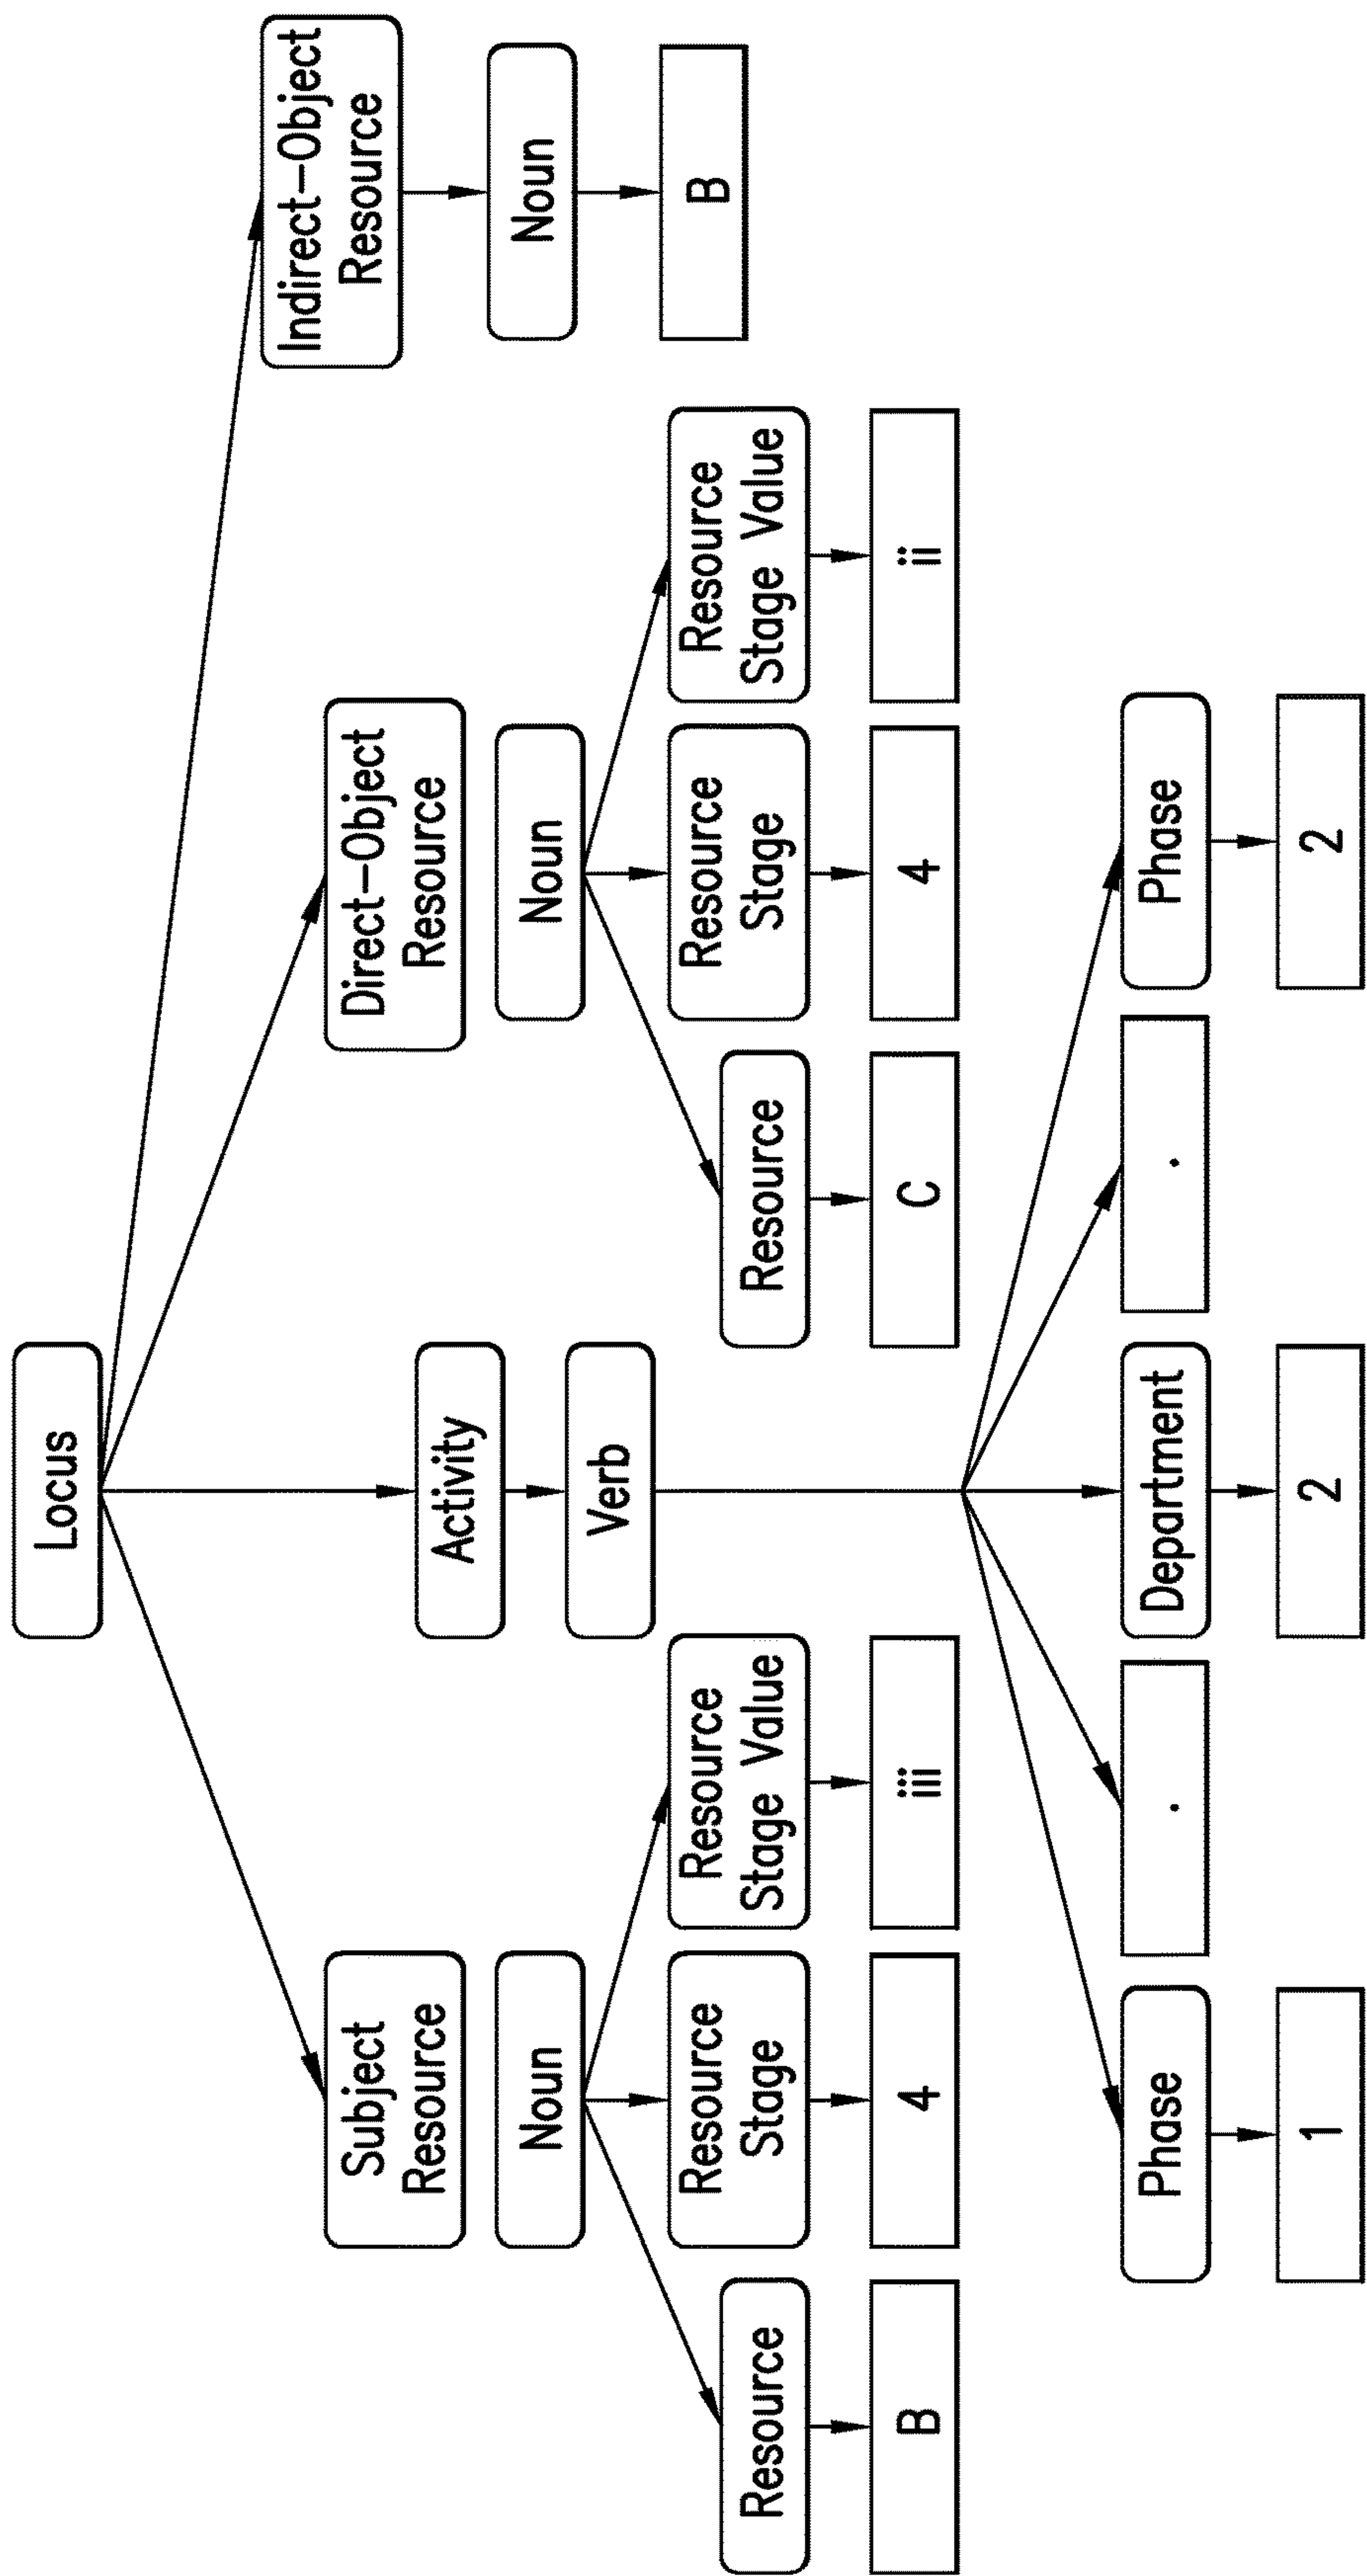 Locus
Subject
Resource
Activity
Direct-Object
Resource
Indirect-Object
Resource
Noun
Verb
Noun
Noun
Resource
Resource
Stage
Resource
Stage Value
Resource
Resource
Stage
Resource
Stage Value
B
B
4
iii
C
4
ii
Phase
.
Department
.
Phase
1
2
2